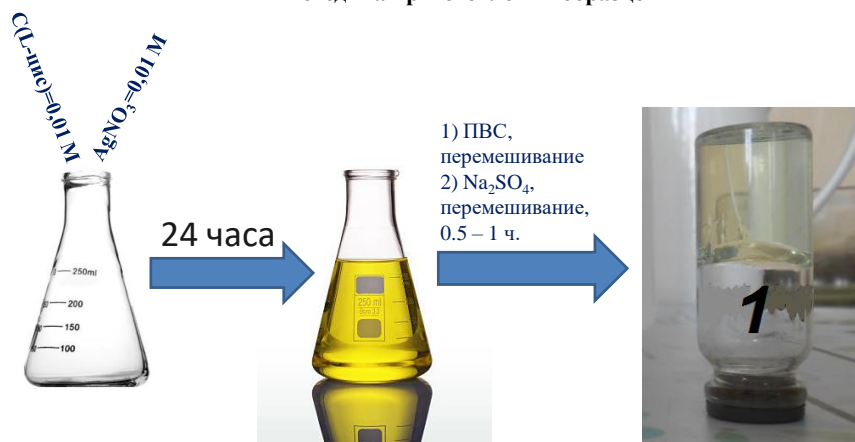 C(L-цис)=0,01 М
AgNO3=0,01 М
250ml
200
150
100
24 часа
250 ml
1) ПВС,
перемешивание
2) Na2SO4,
перемешивание,
0.5 – 1 ч.
1